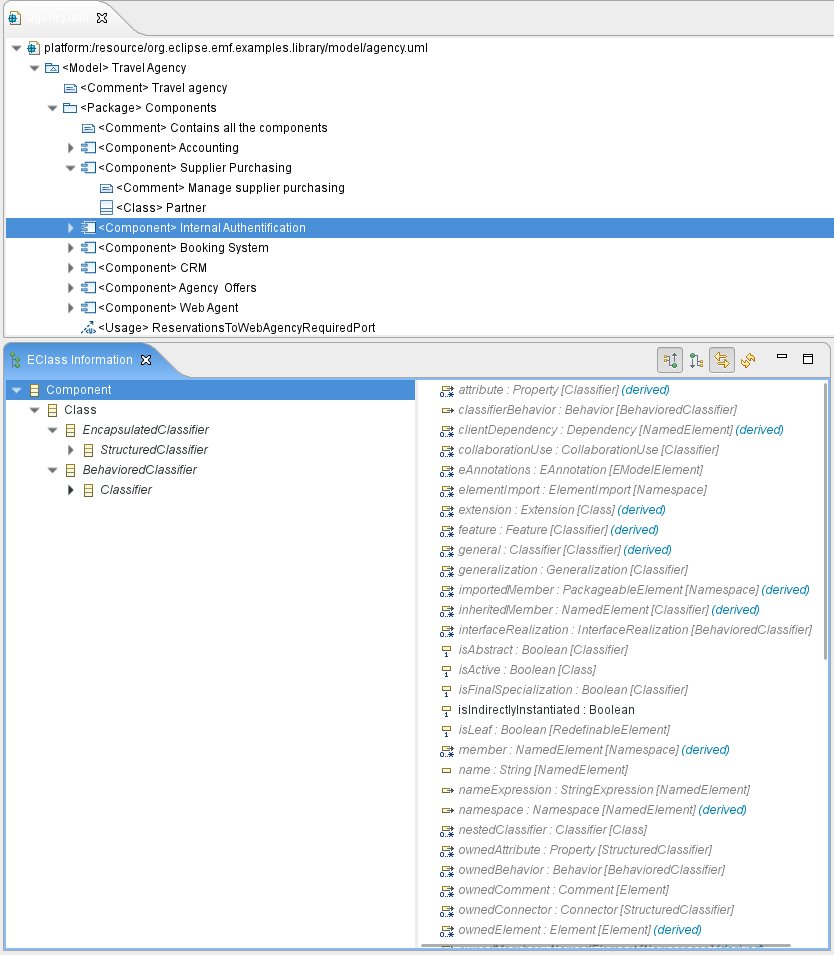 agency.uml
platform:/resource/org.eclipse.emf.examples.library/model/agency.uml
<Model> Travel Agency
<Comment> Travel agency
<Package> Components
<Comment> Contains all the components
<Component> Accounting
<Component> Supplier Purchasing
<Comment> Manage supplier purchasing
<Class> Partner
<Component> Internal Authentification
<Component> Booking System
<Component> CRM
<Component> Agency  Offers
<Component> Web Agent
<Usage> ReservationsToWebAgencyRequiredPort
EClass Information
Component
Class
EncapsulatedClassifier
StructuredClassifier
BehavioredClassifier
Classifier
attribute : Property [Classifier] (derived)
classifierBehavior : Behavior [BehavioredClassifier]
clientDependency : Dependency [NamedElement] (derived)
collaborationUse : CollaborationUse [Classifier]
eAnnotations : EAnnotation [EModelElement]
elementImport : ElementImport [Namespace]
extension : Extension [Class] (derived)
feature : Feature [Classifier] (derived)
general : Classifier [Classifier] (derived)
generalization : Generalization [Classifier]
importedMember : PackageableElement [Namespace] (derived)
inheritedMember : NamedElement [Classifier] (derived)
interfaceRealization : InterfaceRealization [BehavioredClassifier]
isAbstract : Boolean [Classifier]
isActive : Boolean [Class]
isFinalSpecialization : Boolean [Classifier]
isIndirectlyInstantiated : Boolean
isLeaf : Boolean [RedefinableElement]
member : NamedElement [Namespace] (derived)
name : String [NamedElement]
nameExpression : StringExpression [NamedElement]
namespace : Namespace [NamedElement] (derived)
nestedClassifier : Classifier [Class]
ownedAttribute : Property [StructuredClassifier]
ownedBehavior : Behavior [BehavioredClassifier]
ownedComment : Comment [Element]
ownedConnector : Connector [StructuredClassifier]
ownedElement : Element [Element] (derived)